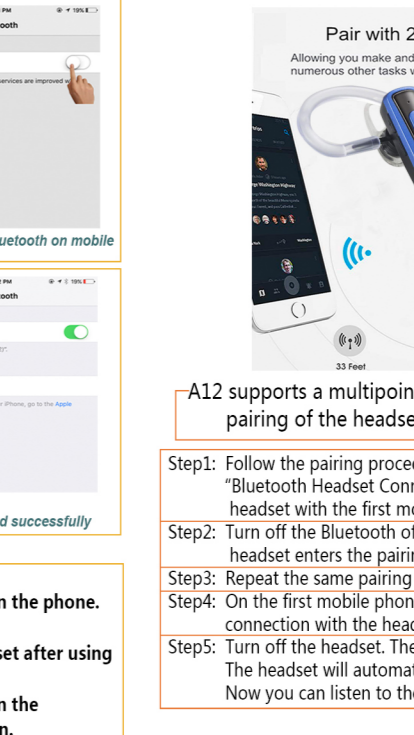 PM
19%
ooth
services are improved w
uetooth on mobile
PM
19%
ooth
r iPhone, go to the Apple
d successfully
n the phone.
set after using
n the
n.
Pair with 2
Allowing you make and
numerous other tasks w
33 Feet
A12 supports a multipoin
pairing of the headse
Step1: Follow the pairing procee
"Bluetooth Headset Conn
headset with the first mo
Step2: Turn off the Bluetooth of
headset enters the pairin
Step3: Repeat the same pairing
Step4: On the first mobile phon
connection with the head
Step5: Turn off the headset. The
The headset will automat
Now you can listen to the